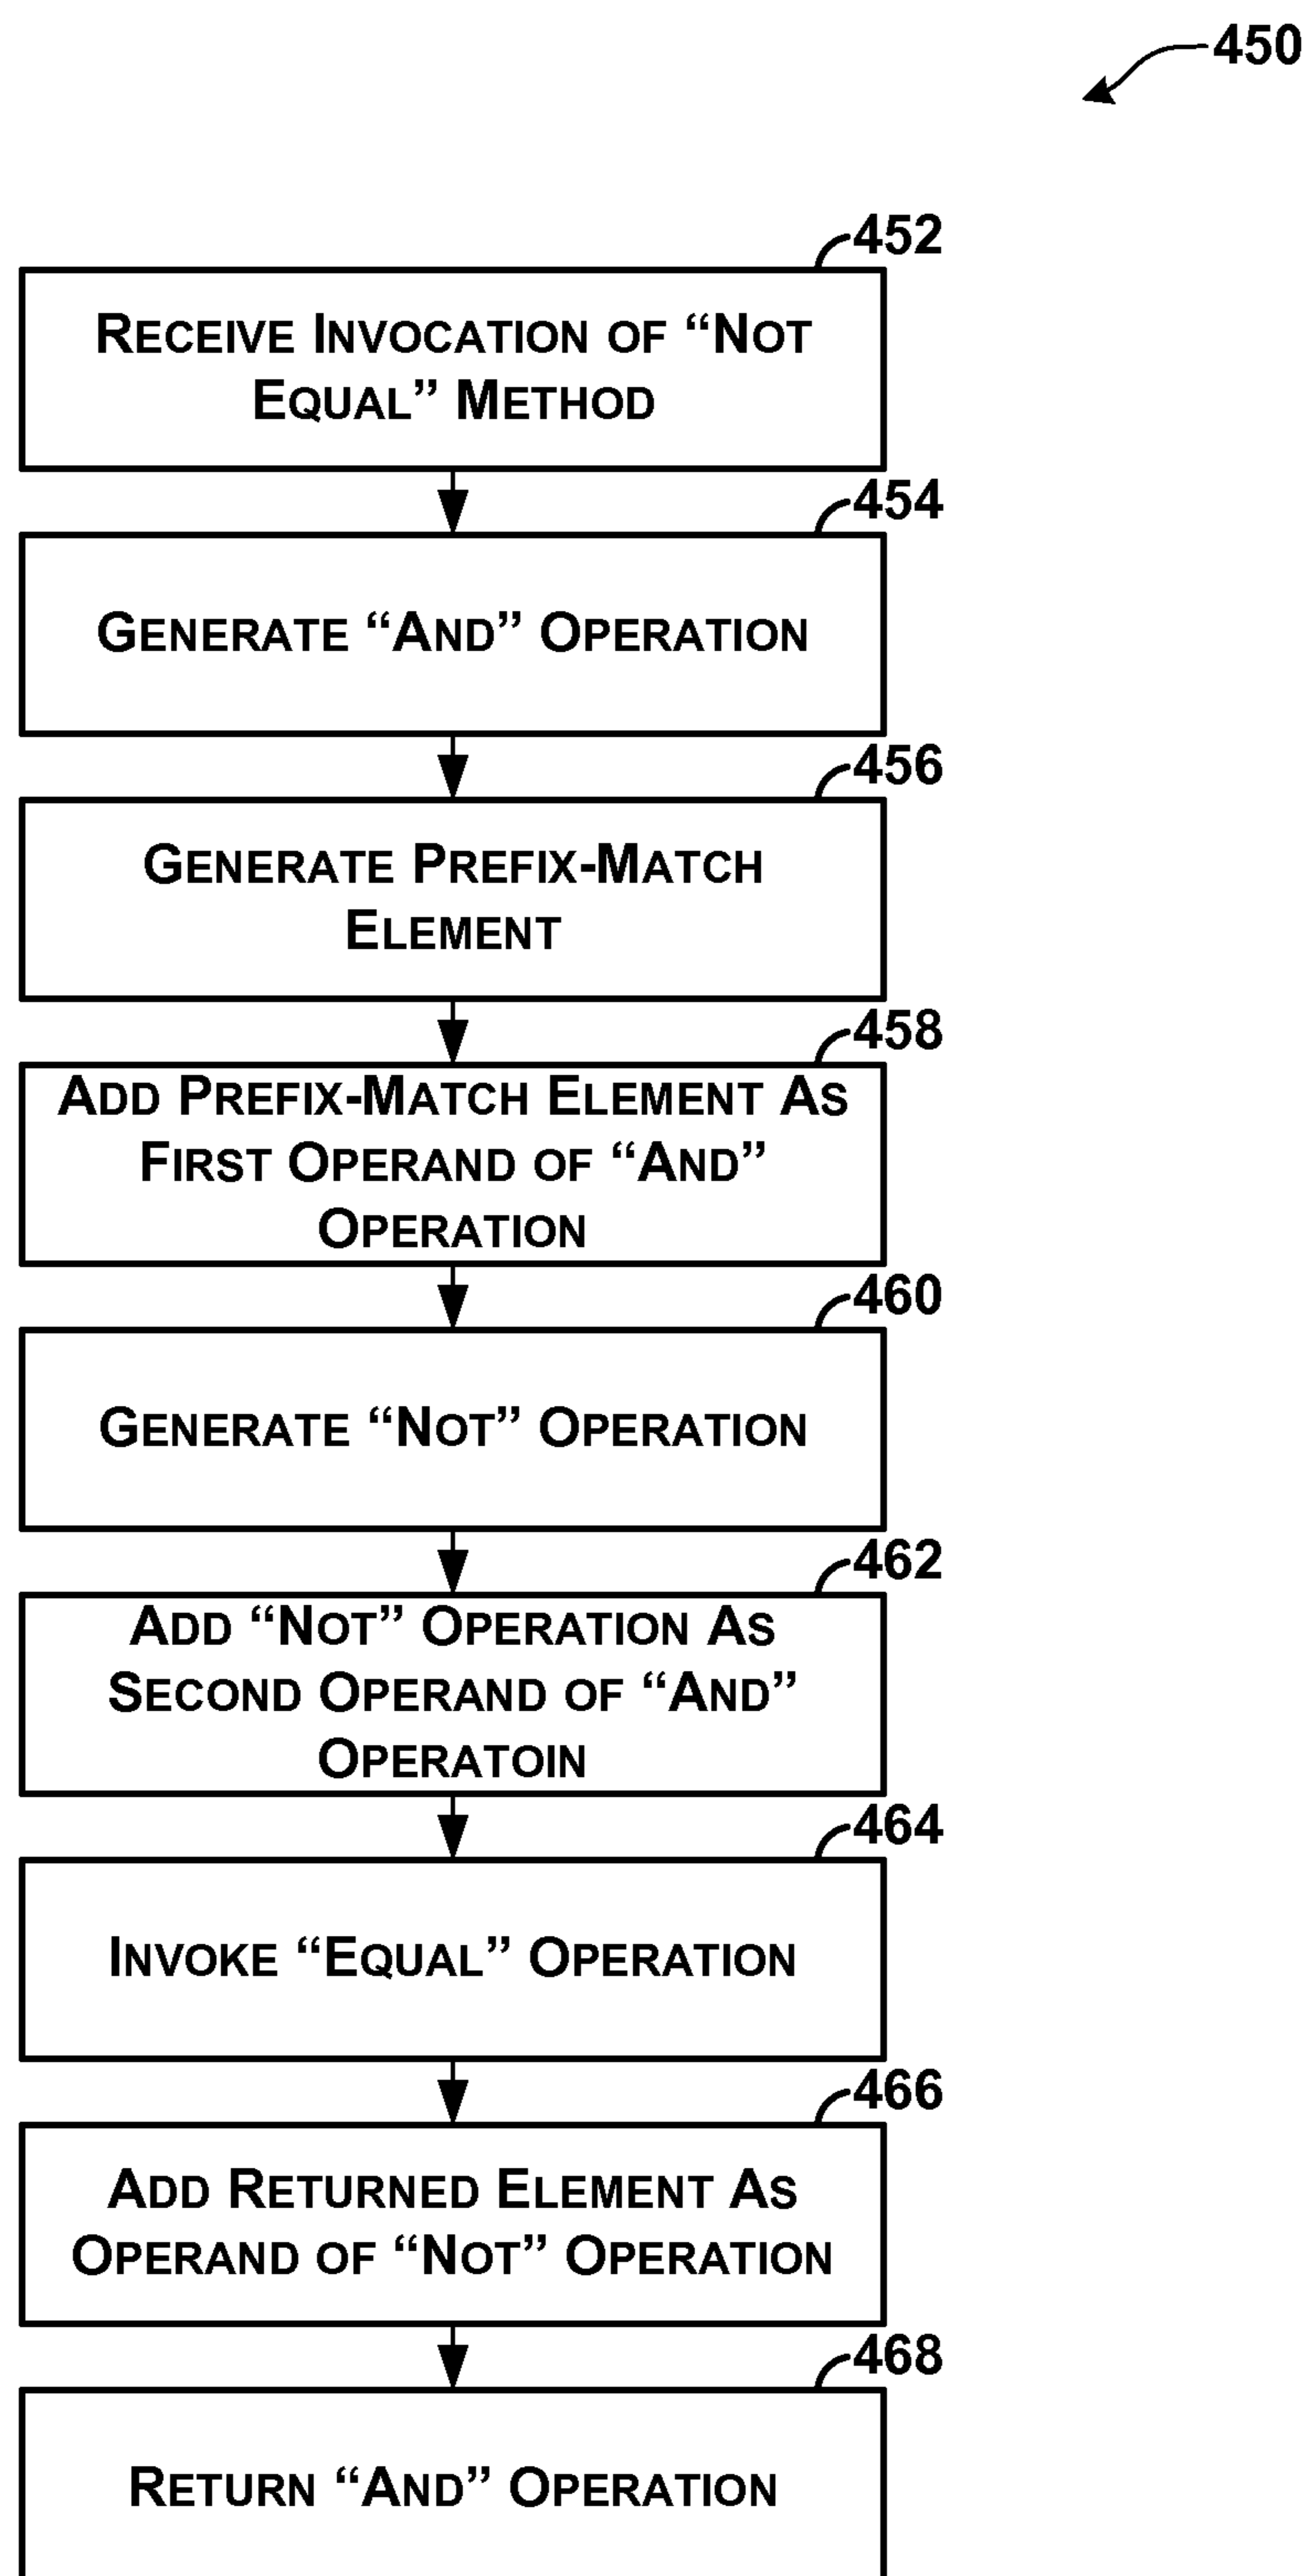 450
452
RECEIVE INVOCATION OF “NOT
EQUAL” METHOD
454
GENERATE “AND” OPERATION
456
GENERATE PREFIX-MATCH
ELEMENT
458
ADD PREFIX-MATCH ELEMENT AS
FIRST OPERAND OF “AND”
OPERATION
460
GENERATE “NOT” OPERATION
462
ADD “NOT” OPERATION AS
SECOND OPERAND OF “AND”
OPERATOIN
464
INVOKE “EQUAL” OPERATION
466
ADD RETURNED ELEMENT AS
OPERAND OF “NOT” OPERATION
468
RETURN “AND” OPERATION